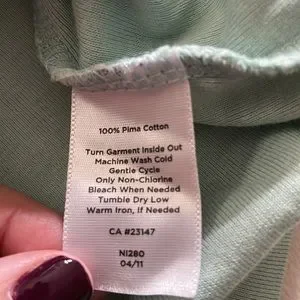 100% Pima Cotton
Turn Garment Inside Out
Machine Wash Cold
Gentle Cycle
Only Non-Chlorine
Bleach When Needed
Tumble Dry Low
Warm Iron, If Needed
CA #23147
N1280
04/11